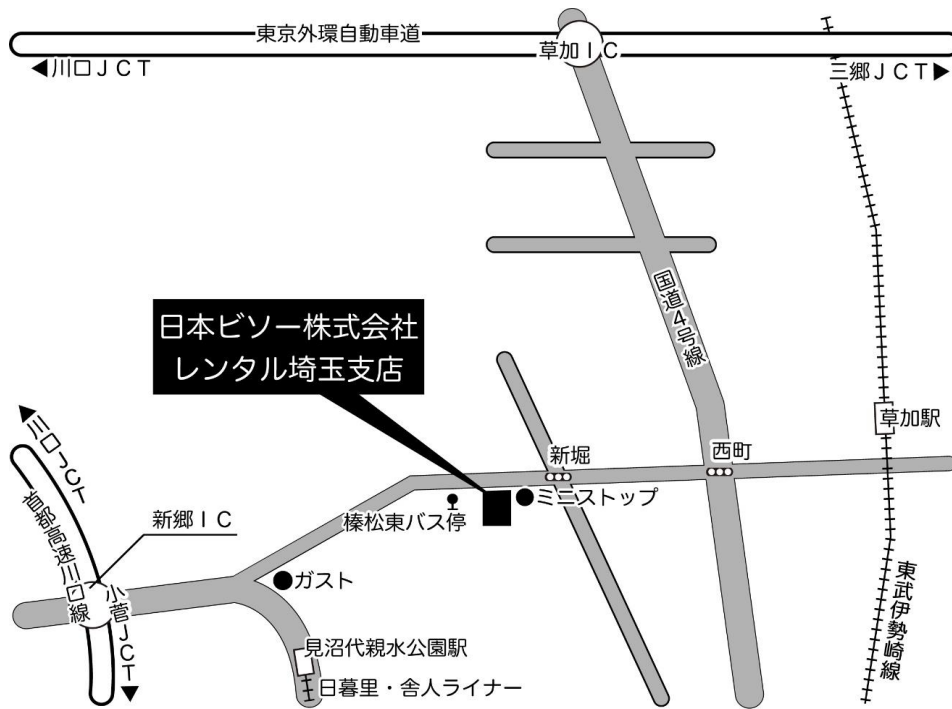 東京外環自動車道
草加ＩＣ
◀川口ＪＣＴ
三郷ＪＣＴ▶
国道4号線
日本ビソー株式会社
レンタル埼玉支店
◀川口JCT
草加駅
新堀
西町
ミニストップ
榛松東バス停
新郷ＩＣ
首都高速川口線
小菅JCT▶
ガスト
東武伊勢崎線
見沼代親水公園駅
日暮里・舎人ライナー